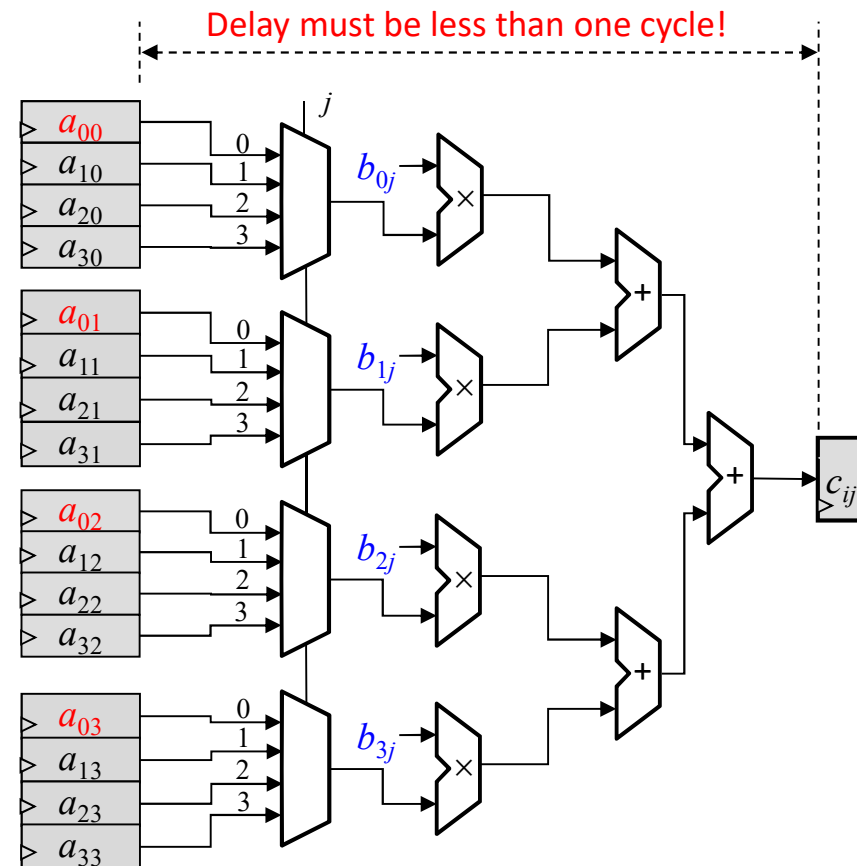 Delay must be less than one cycle!
j
a00
a10
a20
a30
0
1
2
3
b0j
×
+
a01
a11
a21
a31
0
1
2
3
b1j
×
+
cij
a02
a12
a22
a32
0
1
2
3
b2j
×
+
a03
a13
a23
a33
0
1
2
3
b3j
×